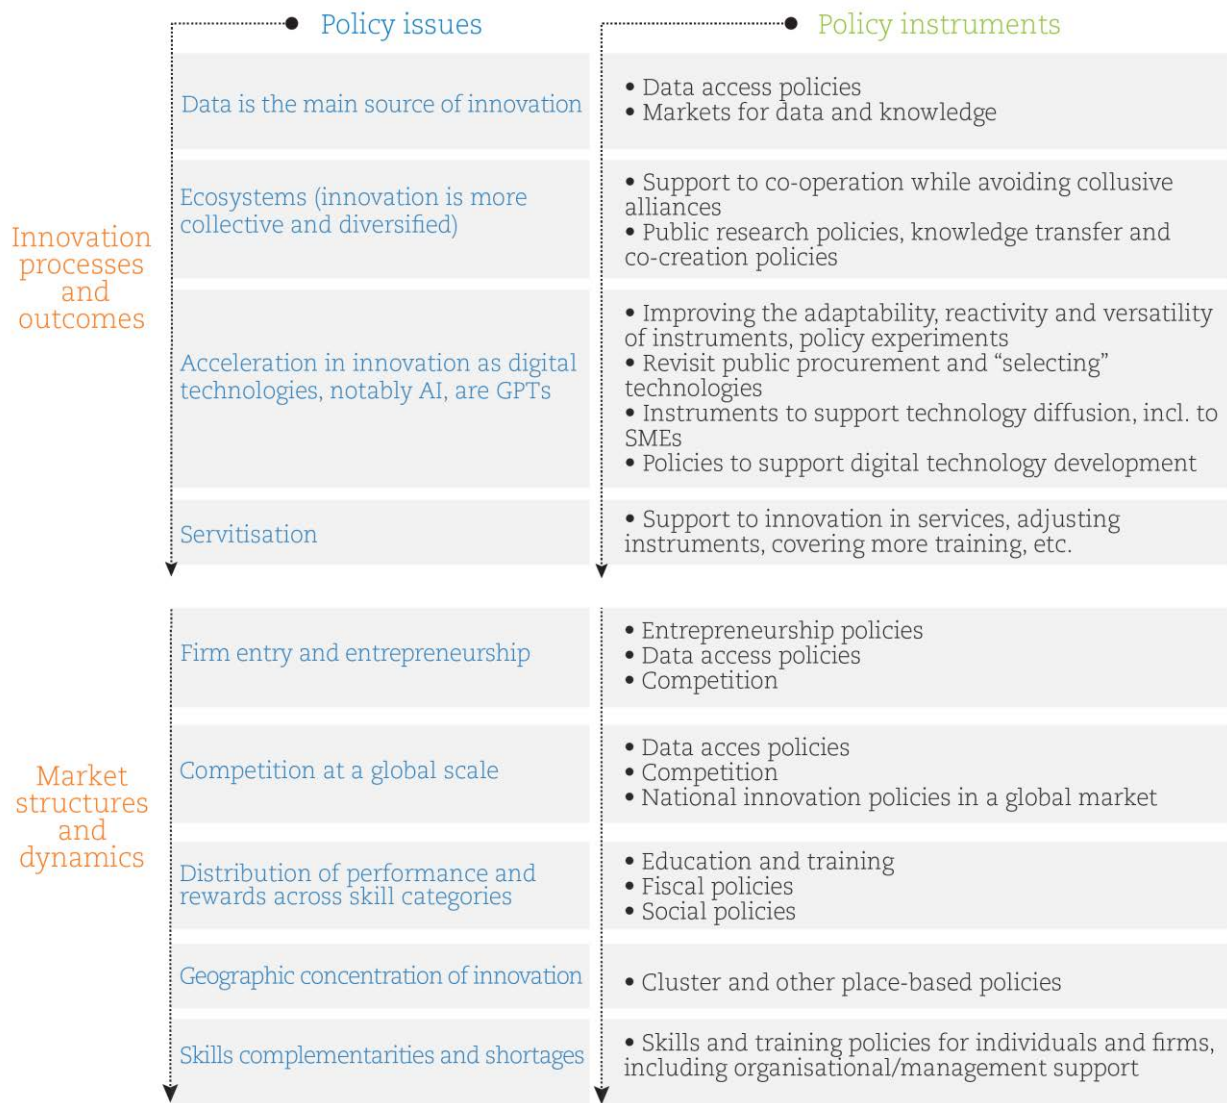 Policy issues
Policy instruments
Innovation
processes
and
outcomes
Data is the main source of innovation
• Data access policies
• Markets for data and knowledge
Ecosystems (innovation is more
collective and diversified)
• Support to co-operation while avoiding collusive
alliances
• Public research policies, knowledge transfer and
co-creation policies
Acceleration in innovation as digital
technologies, notably AI, are GPTs
• Improving the adaptability, reactivity and versatility
of instruments, policy experiments
• Revisit public procurement and “selecting”
technologies
• Instruments to support technology diffusion, incl. to
SMEs
• Policies to support digital technology development
Servitisation
• Support to innovation in services, adjusting
instruments, covering more training, etc.
Market
structures
and
dynamics
Firm entry and entrepreneurship
• Entrepreneurship policies
• Data access policies
• Competition
Competition at a global scale
• Data acces policies
• Competition
• National innovation policies in a global market
Distribution of performance and
rewards across skill categories
• Education and training
• Fiscal policies
• Social policies
Geographic concentration of innovation
• Cluster and other place-based policies
Skills complementarities and shortages
• Skills and training policies for individuals and firms,
including organisational/management support